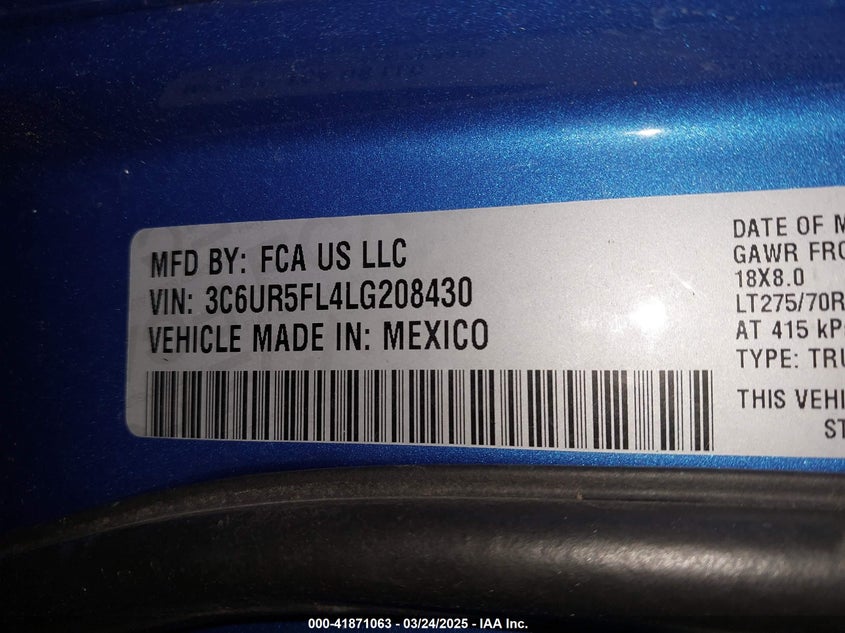 MFD BY: FCA US LLC
VIN: 3C6UR5FL4LG208430
VEHICLE MADE IN: MEXICO
DATE OF M
GAWR FRO
18X8.0
LT275/70R
AT 415 kP
TYPE: TRU
THIS VEHI
ST
000-41871063 - 03/24/2025 - IAA Inc.